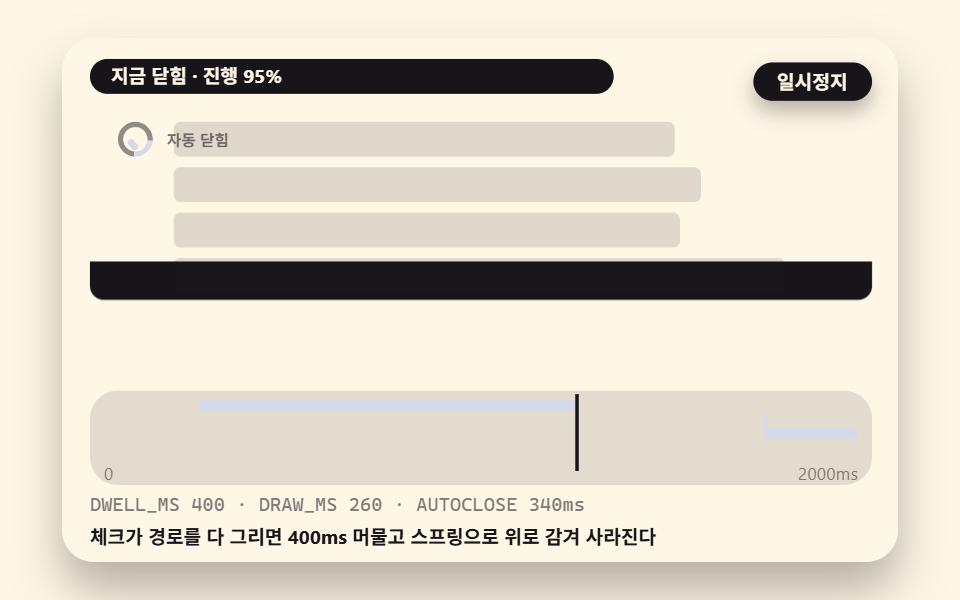 지금 닫힘 · 진행 95%
일시정지
자동 닫힘
0
2000ms
DWELL_MS 400 · DRAW_MS 260 · AUTOCLOSE 340ms
체크가 경로를 다 그리면 400ms 머물고 스프링으로 위로 감겨 사라진다